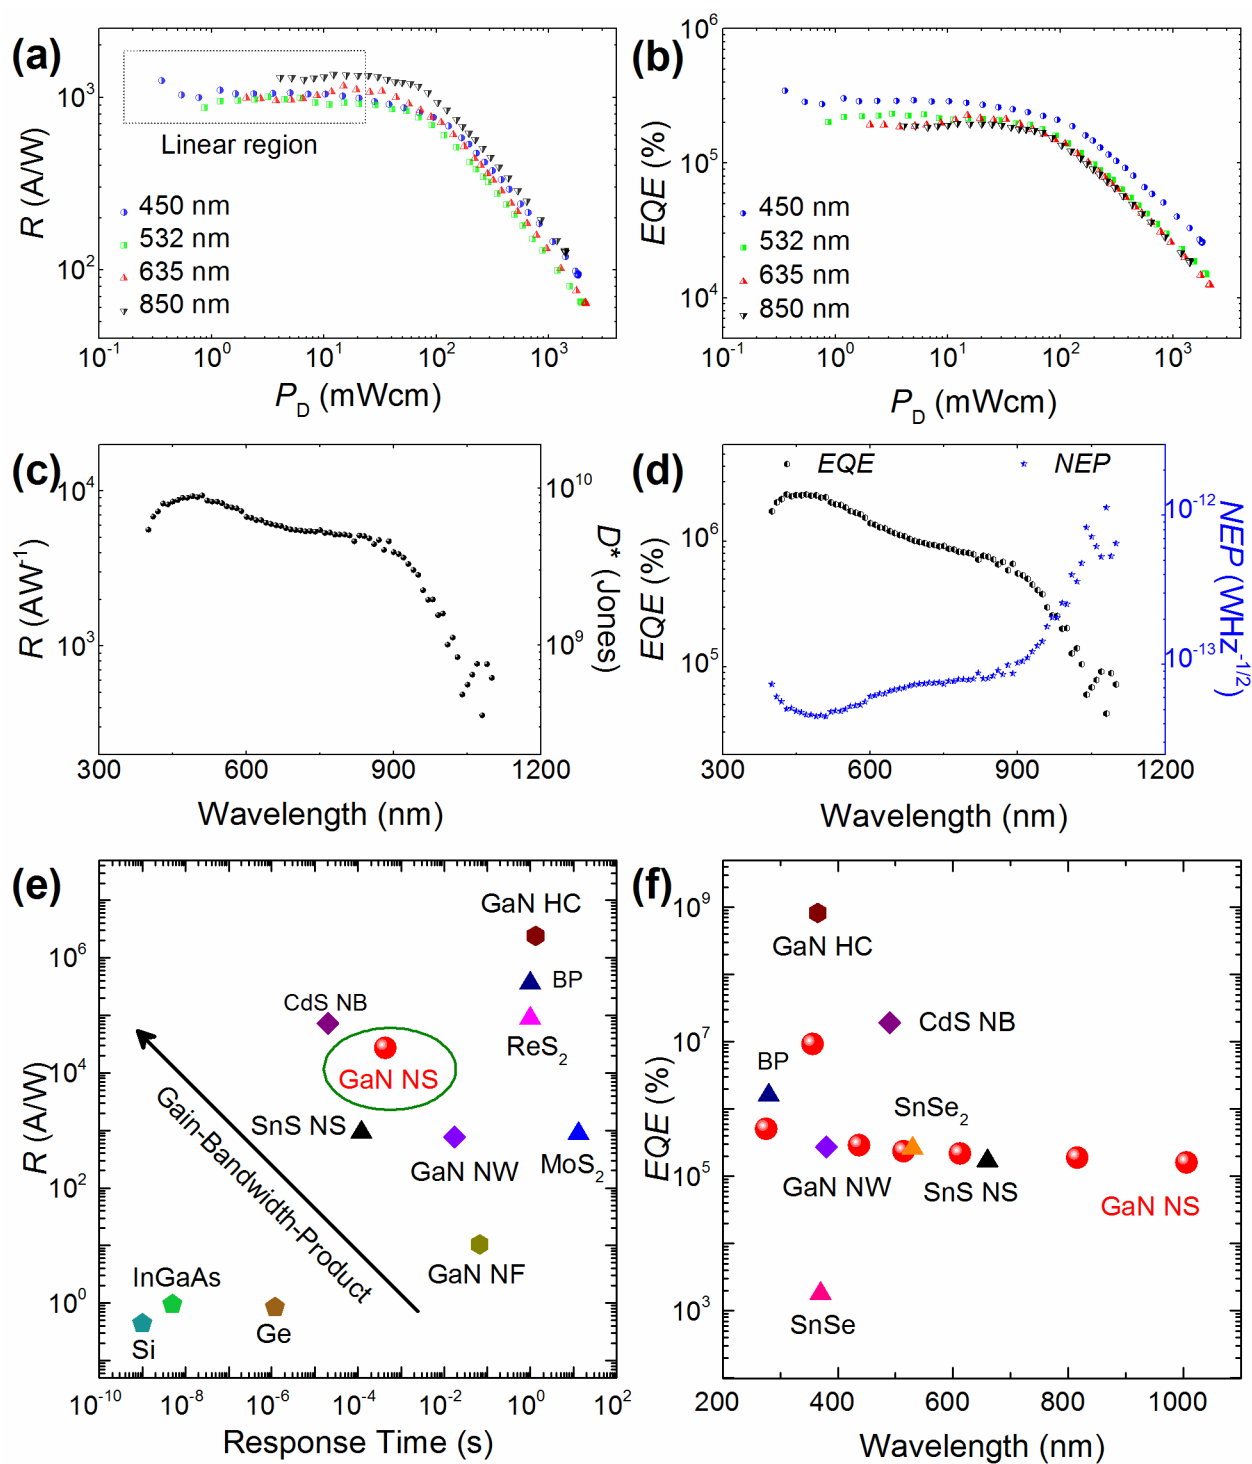 (a)
10³
10²
R (A/W)
Linear region
450 nm
532 nm
635 nm
850 nm
10⁻¹ 10⁰ 10¹ 10² 10³
P_D (mWcm)
(b)
10⁶
10⁵
10⁴
EQE (%)
450 nm
532 nm
635 nm
850 nm
10⁻¹ 10⁰ 10¹ 10² 10³
P_D (mWcm)
(c)
10⁴
10³
R (AW⁻¹)
10¹⁰
10⁹
D* (Jones)
300 600 900 1200
Wavelength (nm)
(d)
EQE NEP
10⁶
10⁵
EQE (%)
10⁻¹²
10⁻¹³
NEP (WHz⁻¹/²)
300 600 900 1200
Wavelength (nm)
(e)
10⁶
10⁴
10²
10⁰
R (A/W)
GaN HC
BP
CdS NB
ReS₂
GaN NS
SnS NS
GaN NW
MoS₂
Gain-Bandwidth-Product
GaN NF
InGaAs
Ge
Si
10⁻¹⁰ 10⁻⁸ 10⁻⁶ 10⁻⁴ 10⁻² 10⁰ 10²
Response Time (s)
(f)
10⁹
10⁷
10⁵
10³
EQE (%)
GaN HC
CdS NB
BP
SnSe₂
GaN NW
SnS NS
GaN NS
SnSe
200 400 600 800 1000
Wavelength (nm)